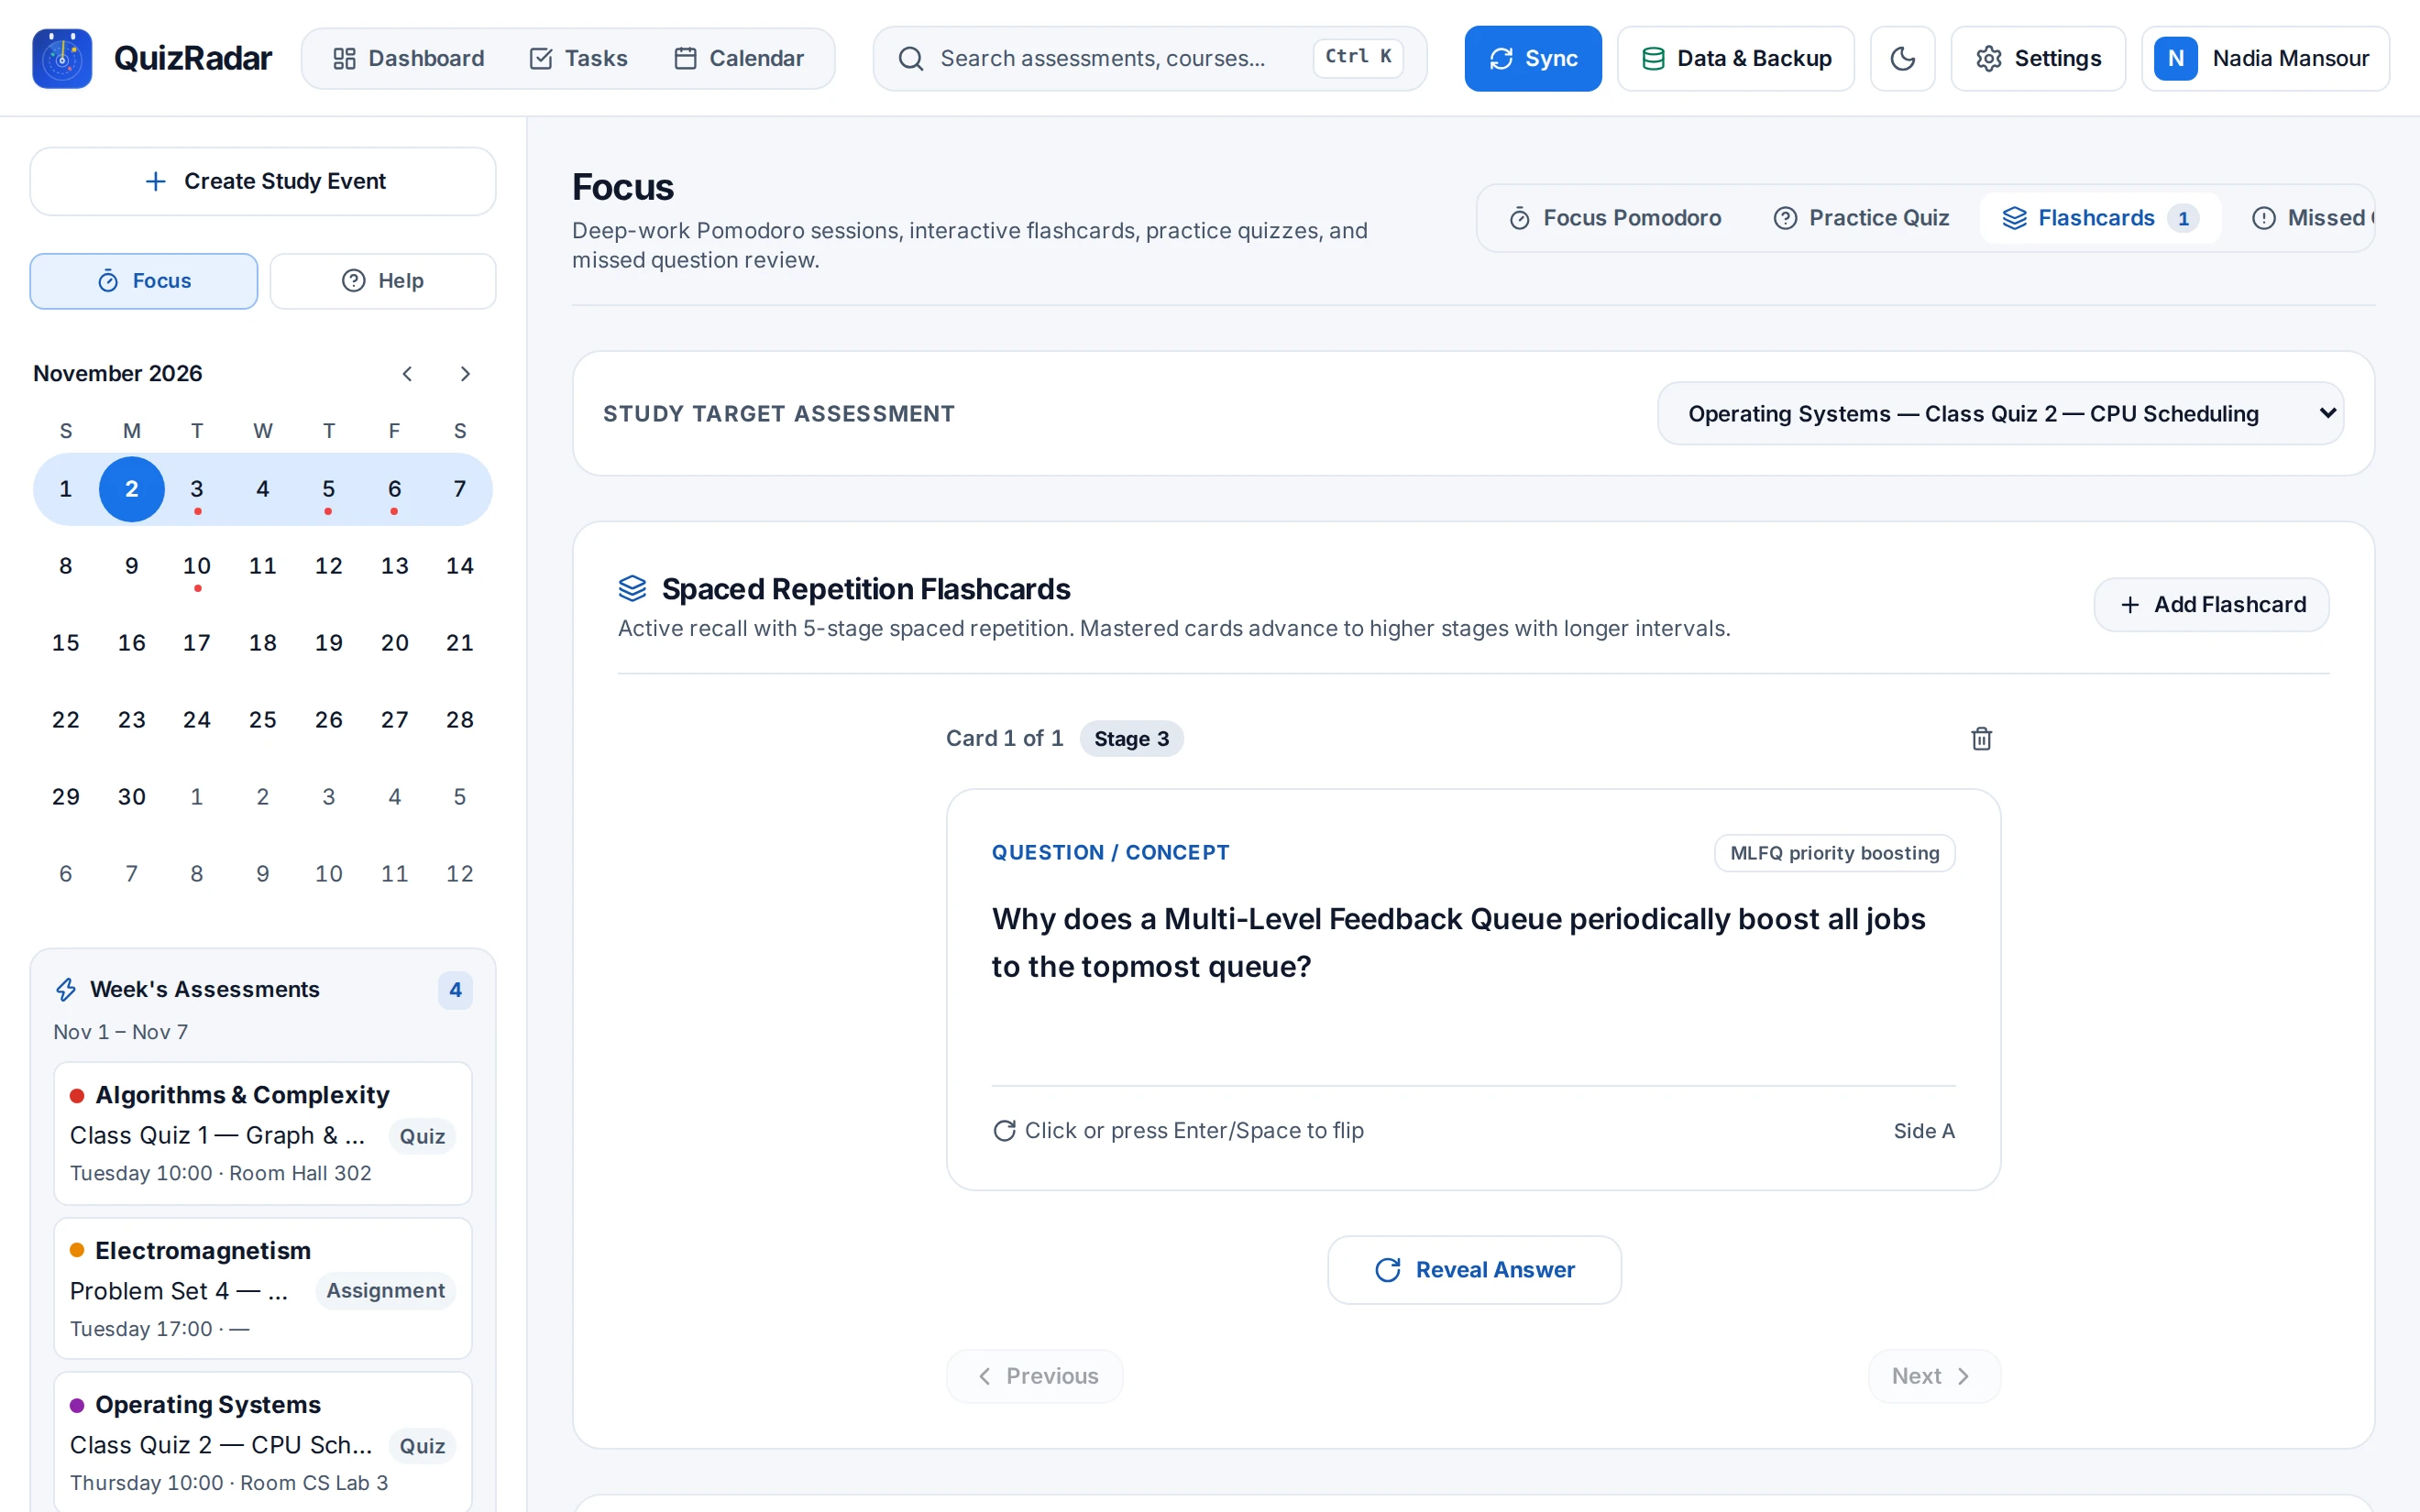 QuizRadar
Dashboard
Tasks
Calendar
Search assessments, courses...
Ctrl K
Sync
Data & Backup
Settings
N
Nadia Mansour
Create Study Event
Focus
Help
November 2026
S M T W T F S
1 2 3 4 5 6 7
8 9 10 11 12 13 14
15 16 17 18 19 20 21
22 23 24 25 26 27 28
29 30 1 2 3 4 5
6 7 8 9 10 11 12
Week's Assessments
4
Nov 1 – Nov 7
Algorithms & Complexity
Class Quiz 1 — Graph & ...
Quiz
Tuesday 10:00 · Room Hall 302
Electromagnetism
Problem Set 4 — ...
Assignment
Tuesday 17:00 · —
Operating Systems
Class Quiz 2 — CPU Sch...
Quiz
Thursday 10:00 · Room CS Lab 3
Focus
Deep-work Pomodoro sessions, interactive flashcards, practice quizzes, and
missed question review.
Focus Pomodoro
Practice Quiz
Flashcards 1
Missed
STUDY TARGET ASSESSMENT
Operating Systems — Class Quiz 2 — CPU Scheduling
Spaced Repetition Flashcards
Active recall with 5-stage spaced repetition. Mastered cards advance to higher stages with longer intervals.
Add Flashcard
Card 1 of 1
Stage 3
QUESTION / CONCEPT
MLFQ priority boosting
Why does a Multi-Level Feedback Queue periodically boost all jobs
to the topmost queue?
Click or press Enter/Space to flip
Side A
Reveal Answer
Previous
Next